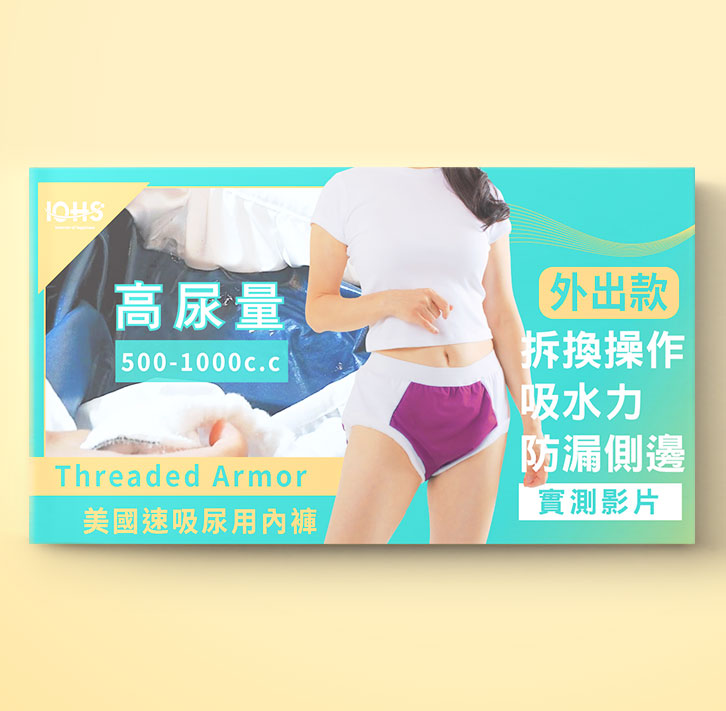 IQHS
高尿量
500-1000c.c
Threaded Armor
美國速吸尿用內褲
外出款
拆換操作
吸水力
防漏側邊
實測影片